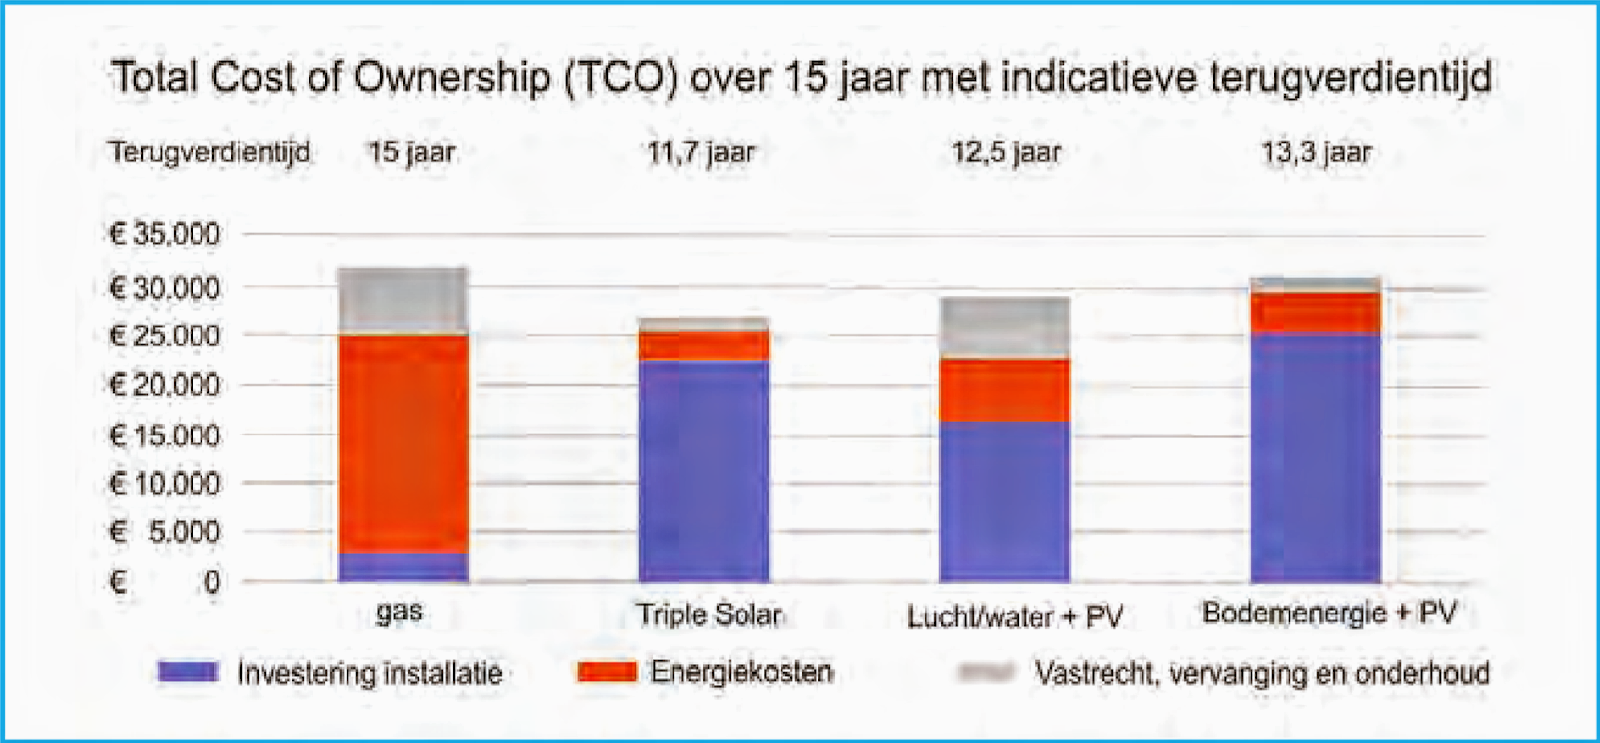 Total Cost of Ownership (TCO) over 15 jaar met indicatieve terugverdientijd
Terugverdientijd 15 jaar 11,7 jaar 12,5 jaar 13,3 jaar
€ 35.000
€ 30.000
€ 25.000
€ 20.000
€ 15.000
€ 10.000
€ 5.000
€ 0
gas Triple Solar Lucht/water + PV Bodemenergie + PV
Investering installatie Energiekosten Vastrecht, vervanging en onderhoud